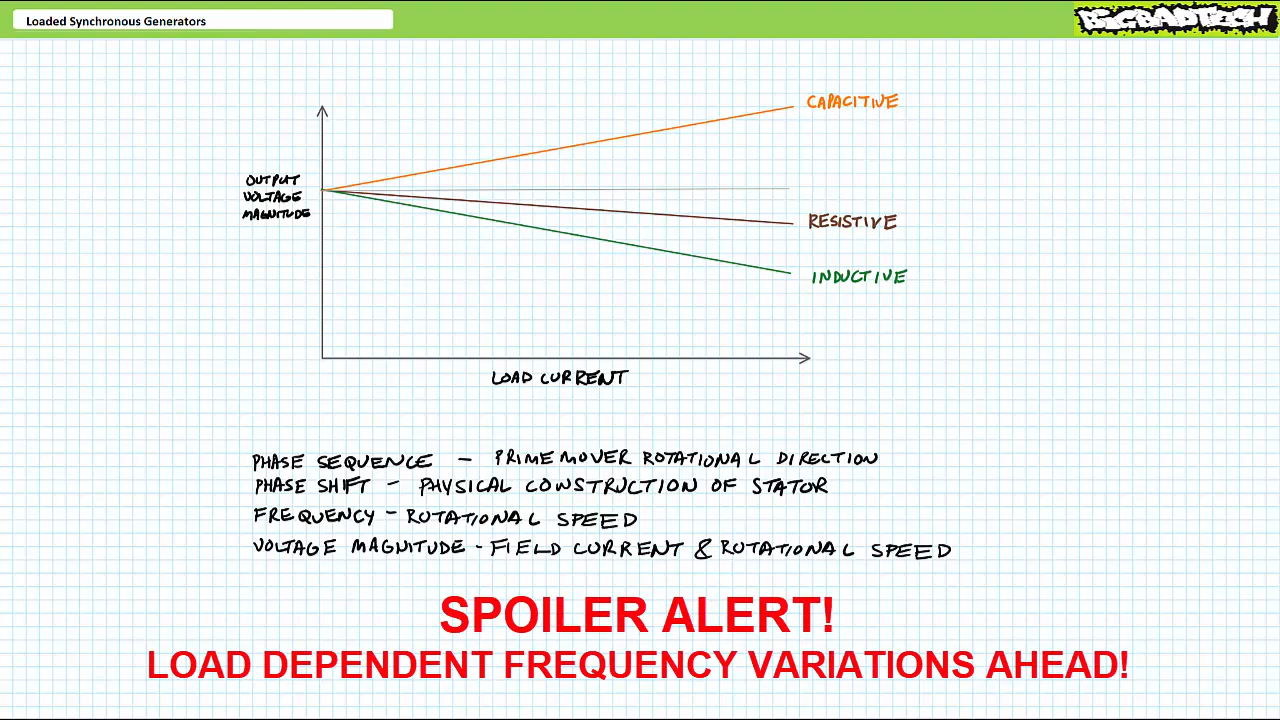 Loaded Synchronous Generators
BIGBADTECH
CAPACITIVE
OUTPUT
VOLTAGE
MAGNITUDE
RESISTIVE
INDUCTIVE
LOAD CURRENT
PHASE SEQUENCE - PRIME MOVER ROTATIONAL DIRECTION
PHASE SHIFT - PHYSICAL CONSTRUCTION OF STATOR
FREQUENCY - ROTATIONAL SPEED
VOLTAGE MAGNITUDE - FIELD CURRENT & ROTATIONAL SPEED
SPOILER ALERT!
LOAD DEPENDENT FREQUENCY VARIATIONS AHEAD!